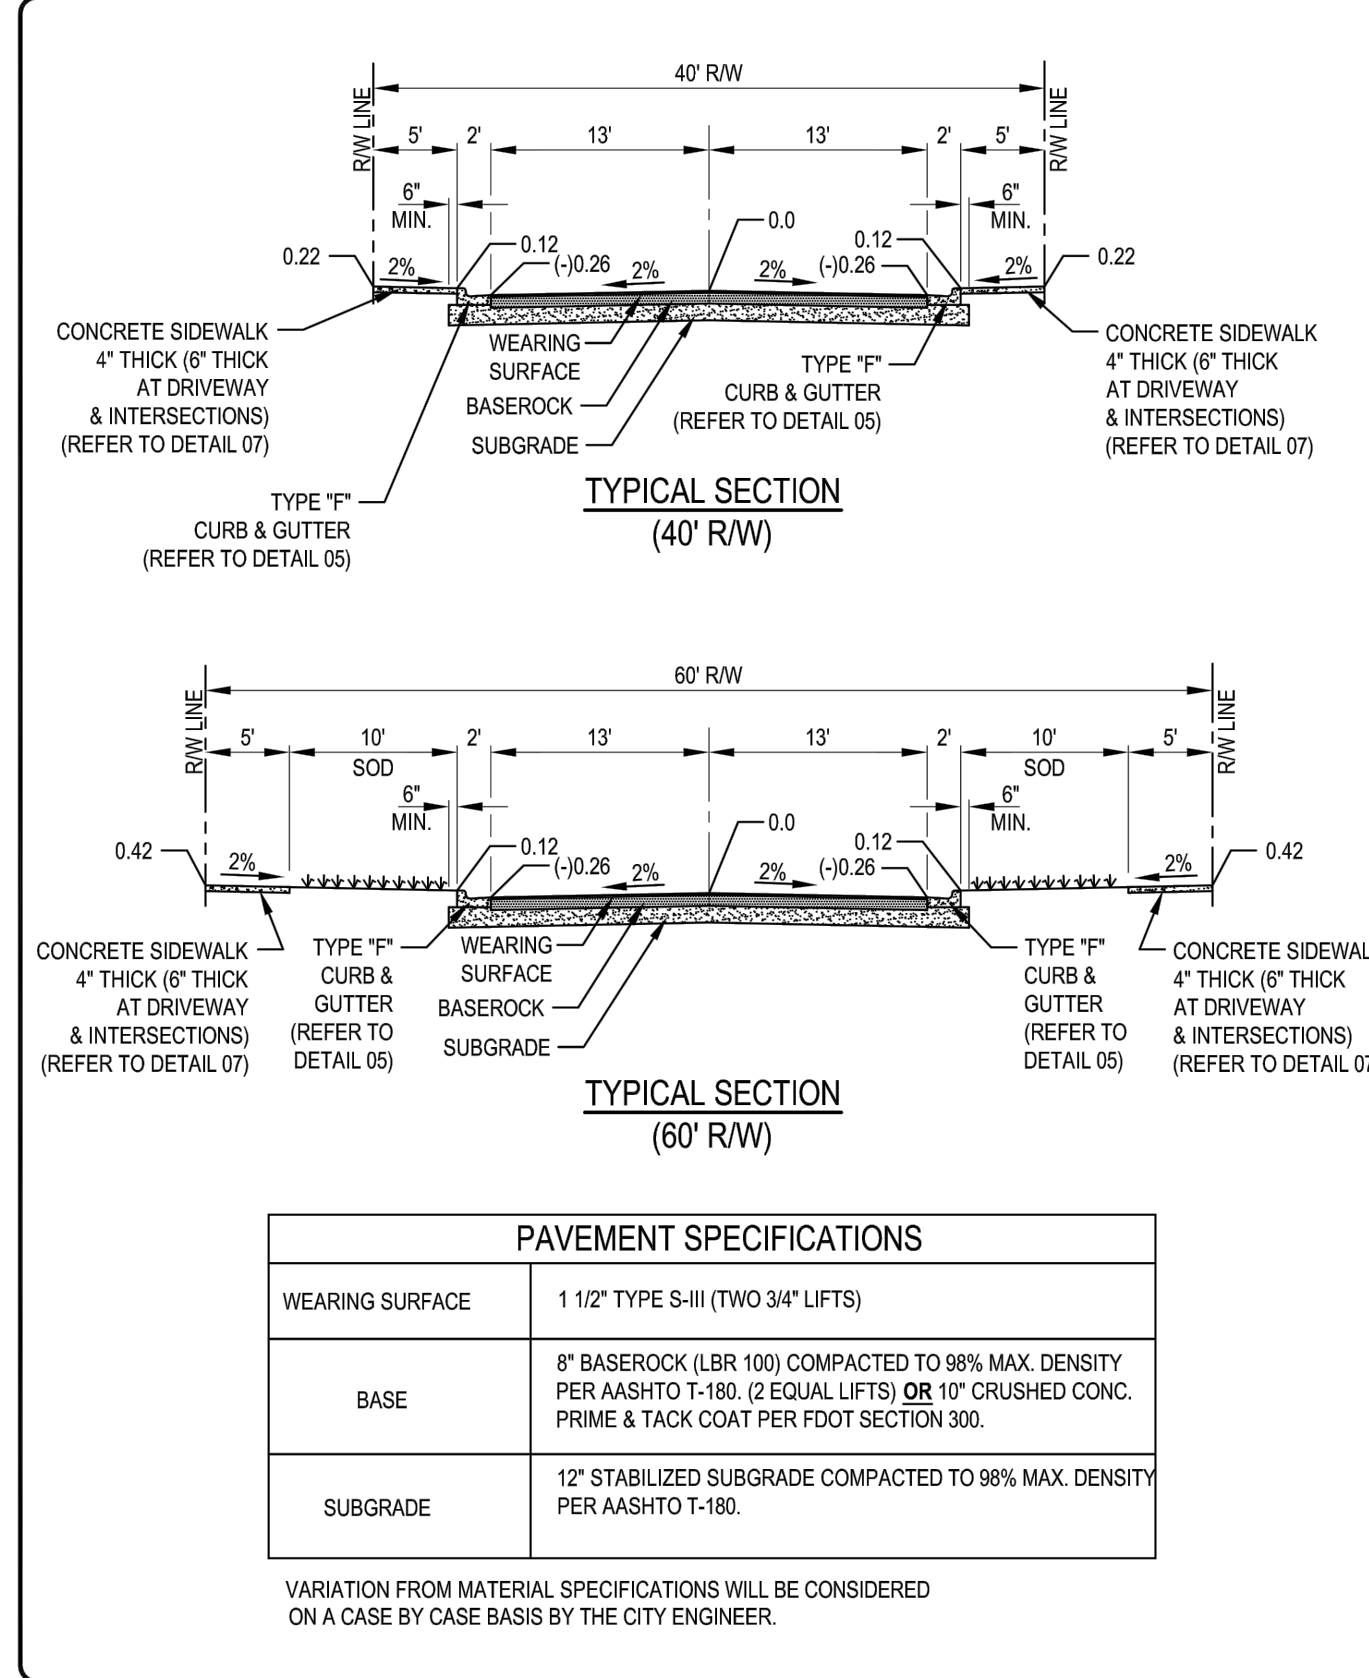 40' R/W
R/W LINE
5'
2'
13'
13'
2'
5'
R/W LINE
6"
MIN.
6"
MIN.
0.22
2%
0.12
(-)0.26
2%
0.0
2%
0.12
(-)0.26
2%
0.22
CONCRETE SIDEWALK
4" THICK (6" THICK
AT DRIVEWAY
& INTERSECTIONS)
(REFER TO DETAIL 07)
WEARING
SURFACE
BASEROCK
SUBGRADE
TYPE "F"
CURB & GUTTER
(REFER TO DETAIL 05)
CONCRETE SIDEWALK
4" THICK (6" THICK
AT DRIVEWAY
& INTERSECTIONS)
(REFER TO DETAIL 07)
TYPE "F"
CURB & GUTTER
(REFER TO DETAIL 05)
TYPICAL SECTION
(40' R/W)
60' R/W
R/W LINE
5'
10'
SOD
2'
13'
13'
2'
10'
SOD
5'
R/W LINE
6"
MIN.
6"
MIN.
0.42
2%
0.12
(-)0.26
2%
0.0
2%
0.12
(-)0.26
2%
0.42
CONCRETE SIDEWALK
4" THICK (6" THICK
AT DRIVEWAY
& INTERSECTIONS)
(REFER TO DETAIL 07)
TYPE "F"
CURB &
GUTTER
(REFER TO
DETAIL 05)
WEARING
SURFACE
BASEROCK
SUBGRADE
TYPE "F"
CURB &
GUTTER
(REFER TO
DETAIL 05)
CONCRETE SIDEWAL
4" THICK (6" THICK
AT DRIVEWAY
& INTERSECTIONS)
(REFER TO DETAIL 07
TYPICAL SECTION
(60' R/W)
PAVEMENT SPECIFICATIONS
WEARING SURFACE
1 1/2" TYPE S-III (TWO 3/4" LIFTS)
BASE
8" BASEROCK (LBR 100) COMPACTED TO 98% MAX. DENSITY
PER AASHTO T-180. (2 EQUAL LIFTS) OR 10" CRUSHED CONC.
PRIME & TACK COAT PER FDOT SECTION 300.
SUBGRADE
12" STABILIZED SUBGRADE COMPACTED TO 98% MAX. DENSITY
PER AASHTO T-180.
VARIATION FROM MATERIAL SPECIFICATIONS WILL BE CONSIDERED
ON A CASE BY CASE BASIS BY THE CITY ENGINEER.